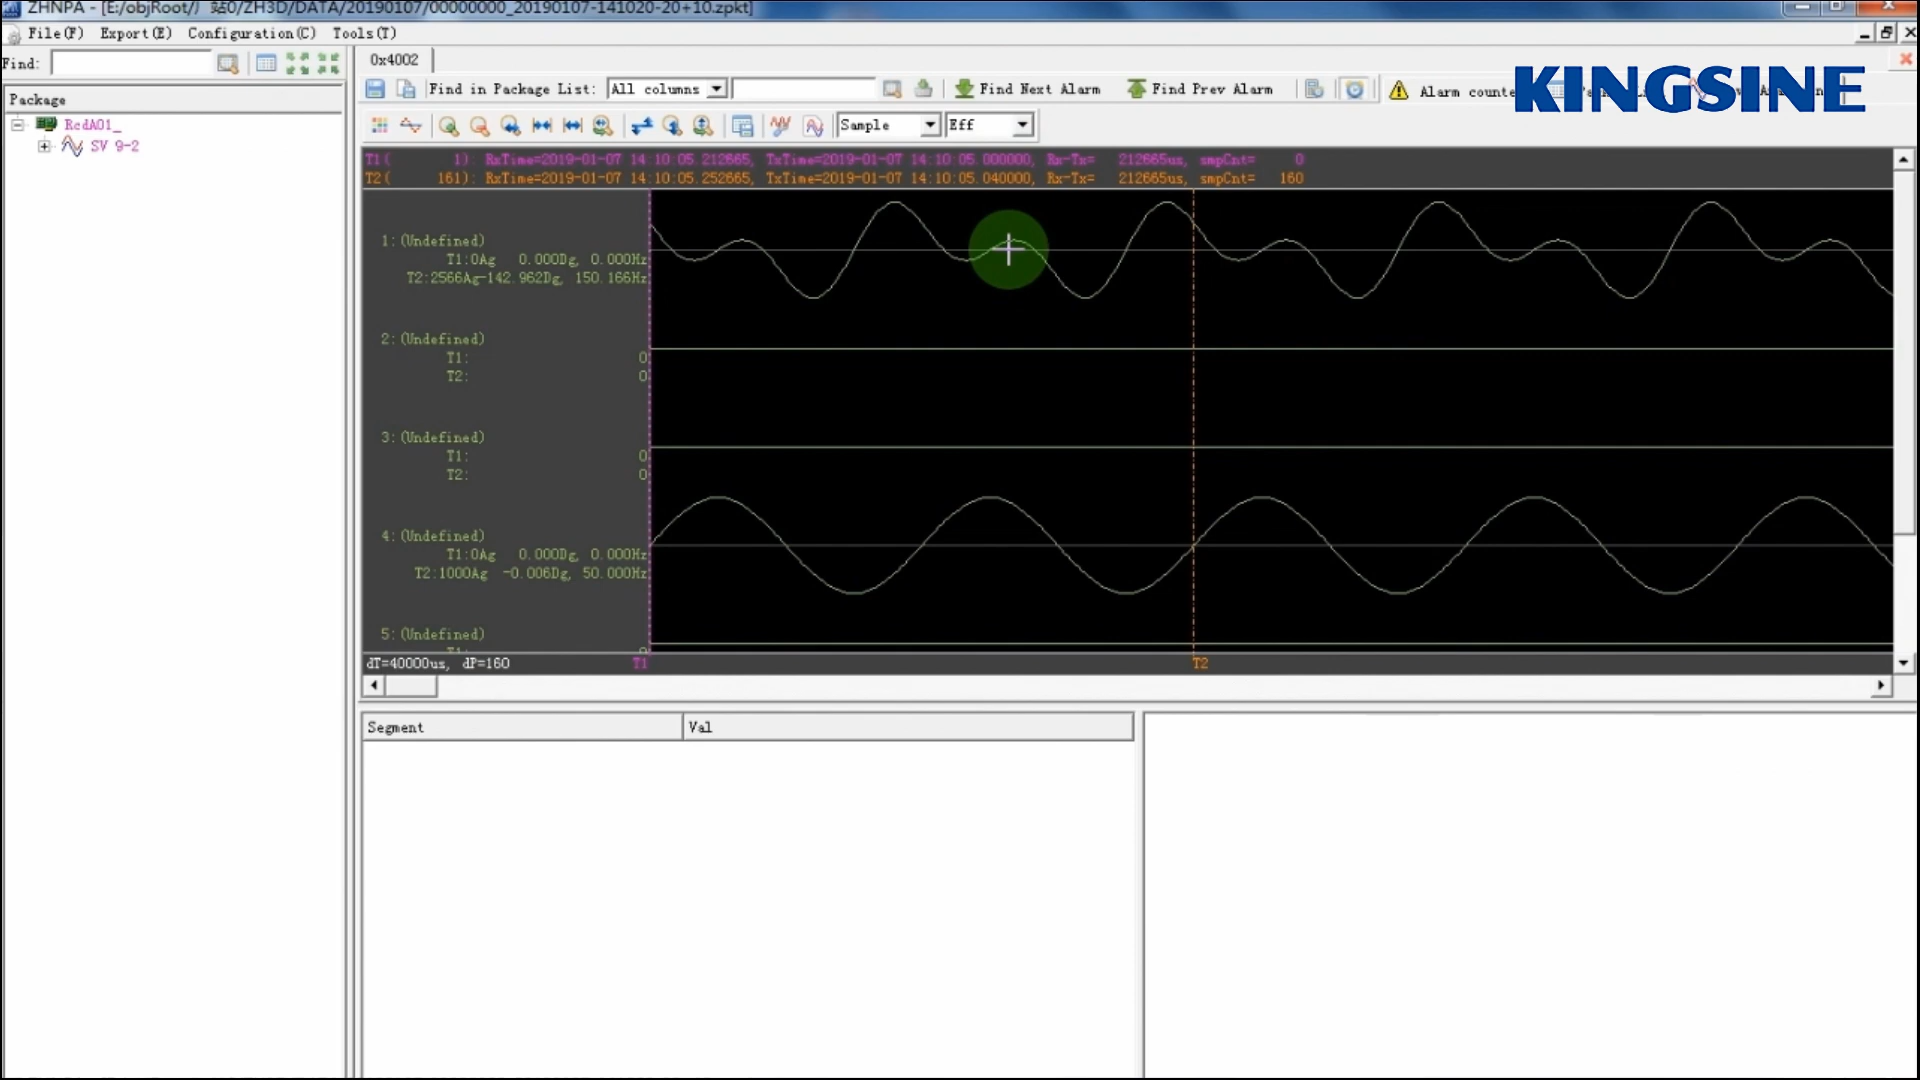 ZHNPA - [E:/objRoot// 站0/ZH3D/DATA/20190107/00000000_20190107-141020-20+10.zpkt]
File(F) Export(E) Configuration(C) Tools(T)
Find:
0x4002
Find in Package List: All columns Find Next Alarm Find Prev Alarm Alarm counte
KINGSINE
Package
RcdA01_
SV 9-2
Sample Eff
T1( 1): RxTime=2019-01-07 14:10:05.212665, TxTime=2019-01-07 14:10:05.000000, Rx-Tx= 212665us, smpCnt= 0
T2( 161): RxTime=2019-01-07 14:10:05.252665, TxTime=2019-01-07 14:10:05.040000, Rx-Tx= 212665us, smpCnt= 160
1:(Undefined)
T1:0Ag 0.000Dg, 0.000Hz
T2:2566Ag-142.962Dg, 150.166Hz
2:(Undefined)
T1: 0
T2: 0
3:(Undefined)
T1: 0
T2: 0
4:(Undefined)
T1:0Ag 0.000Dg, 0.000Hz
T2:1000Ag -0.006Dg, 50.000Hz
5:(Undefined)
dT=40000us, dP=160 T1 T2
Segment Val